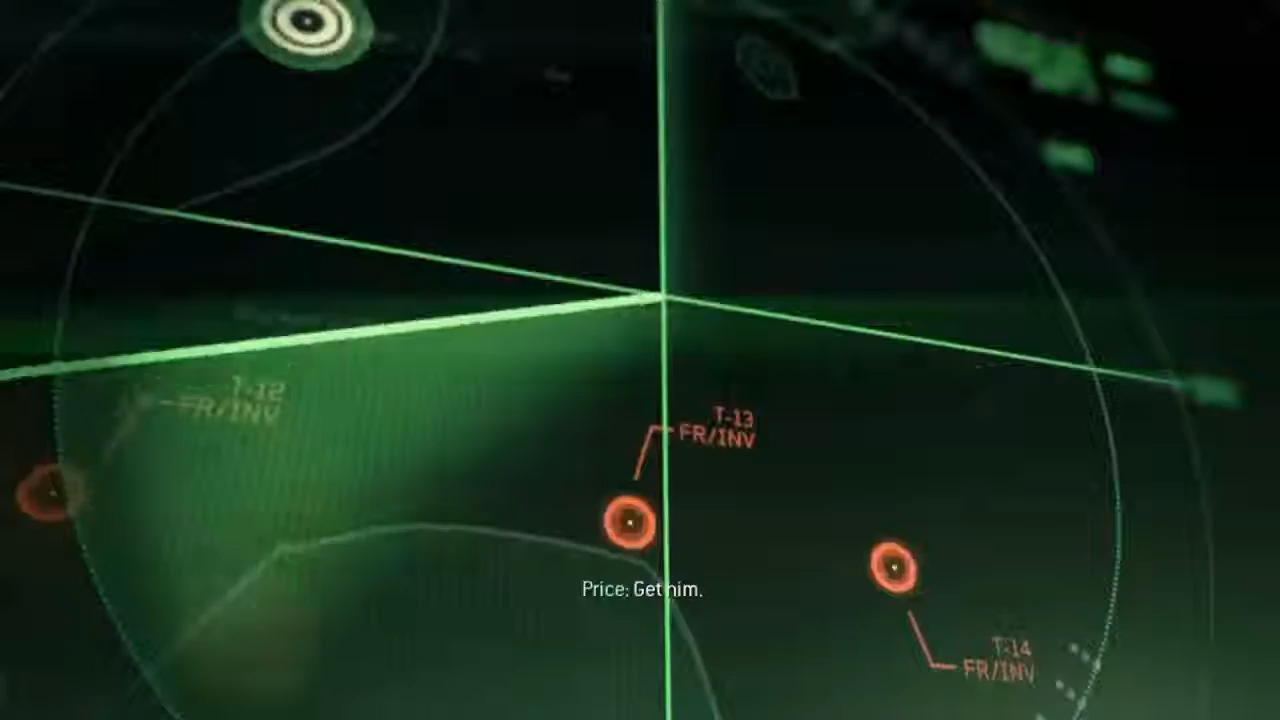 T-12
FR/INV
T-13
FR/INV
Price: Get him.
T-14
FR/INV